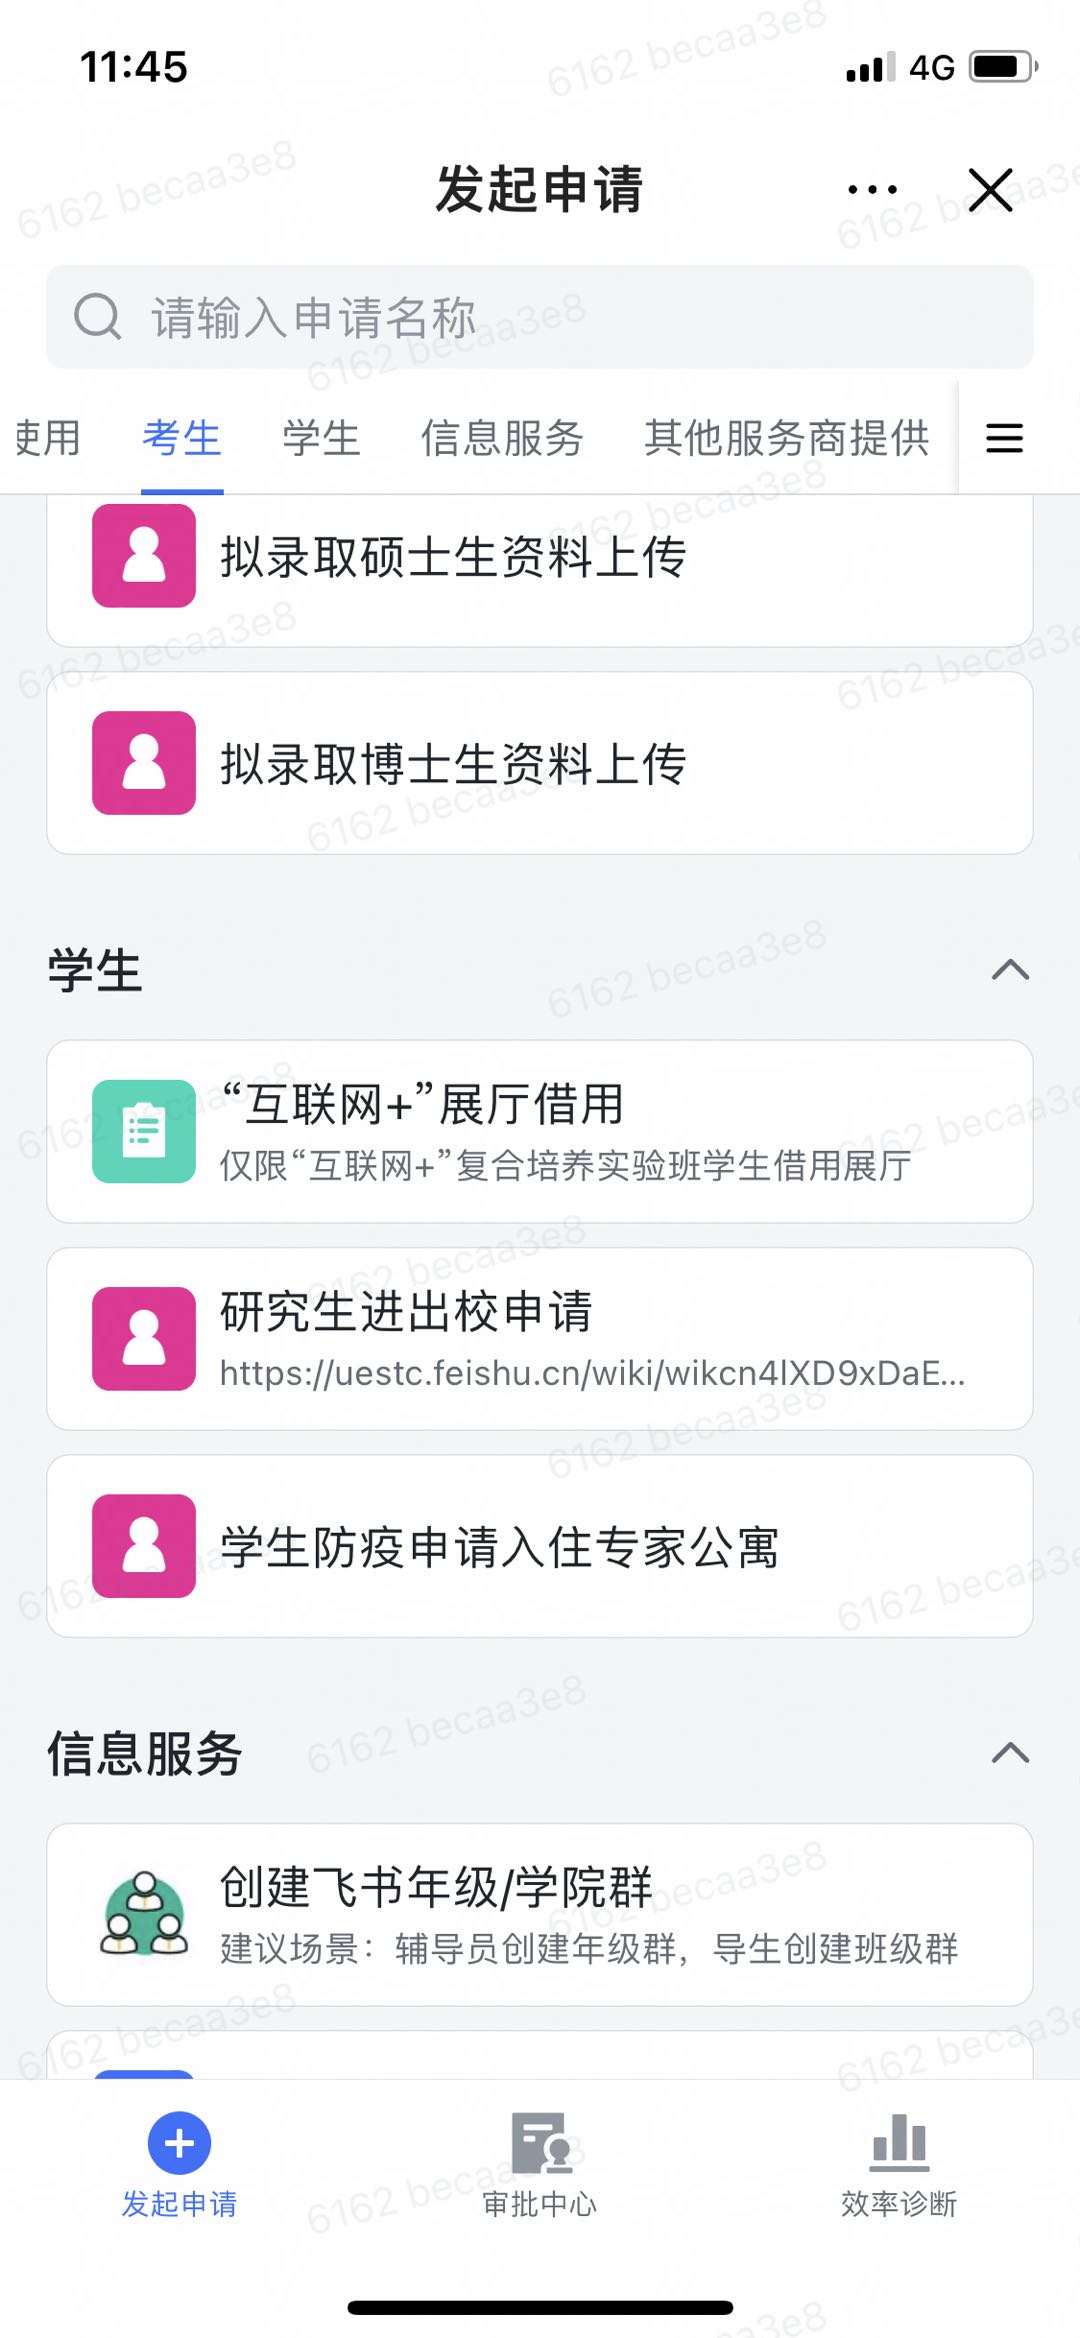 11:45
4G
发起申请
请输入申请名称
使用 考生 学生 信息服务 其他服务商提供
拟录取硕士生资料上传
拟录取博士生资料上传
学生
“互联网+”展厅借用
仅限“互联网+”复合培养实验班学生借用展厅
研究生进出校申请
https://uestc.feishu.cn/wiki/wikcn4lXD9xDaE...
学生防疫申请入住专家公寓
信息服务
创建飞书年级/学院群
建议场景：辅导员创建年级群，导生创建班级群
发起申请 审批中心 效率诊断
6162 becaa3e8